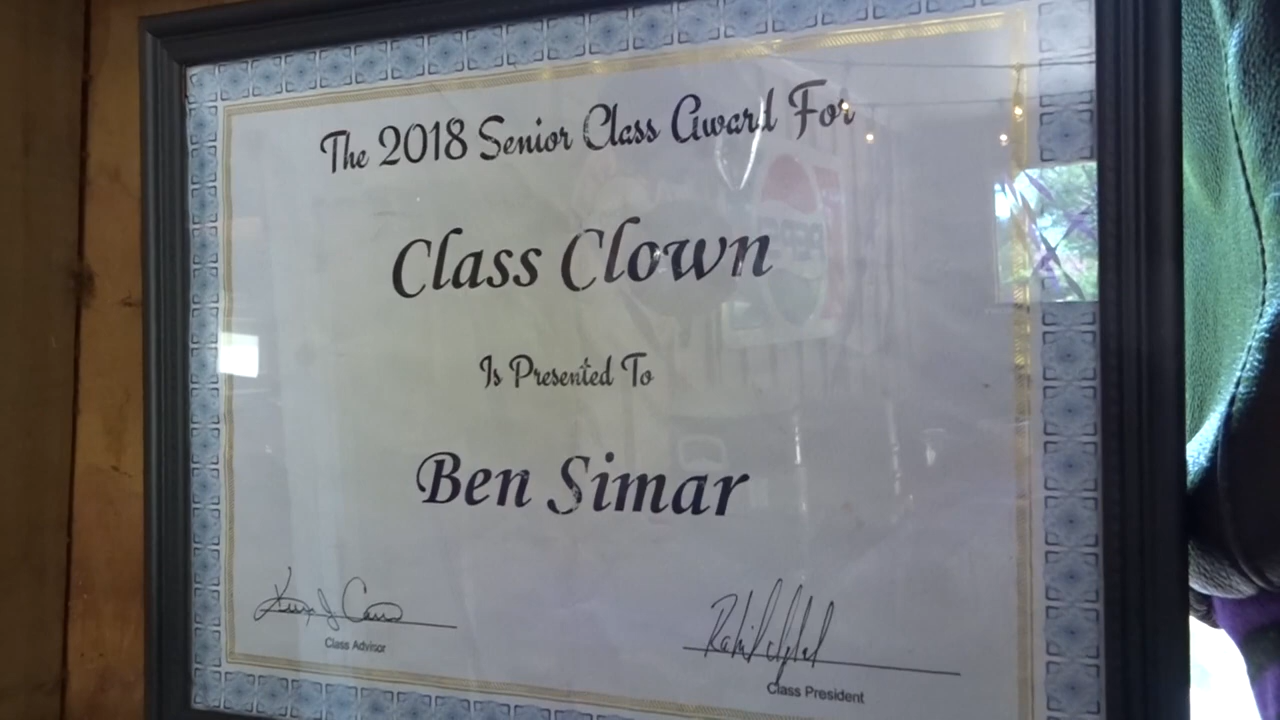 The 2018 Senior Class Award For
Class Clown
Is Presented To
Ben Simar
Class Advisor
Class President